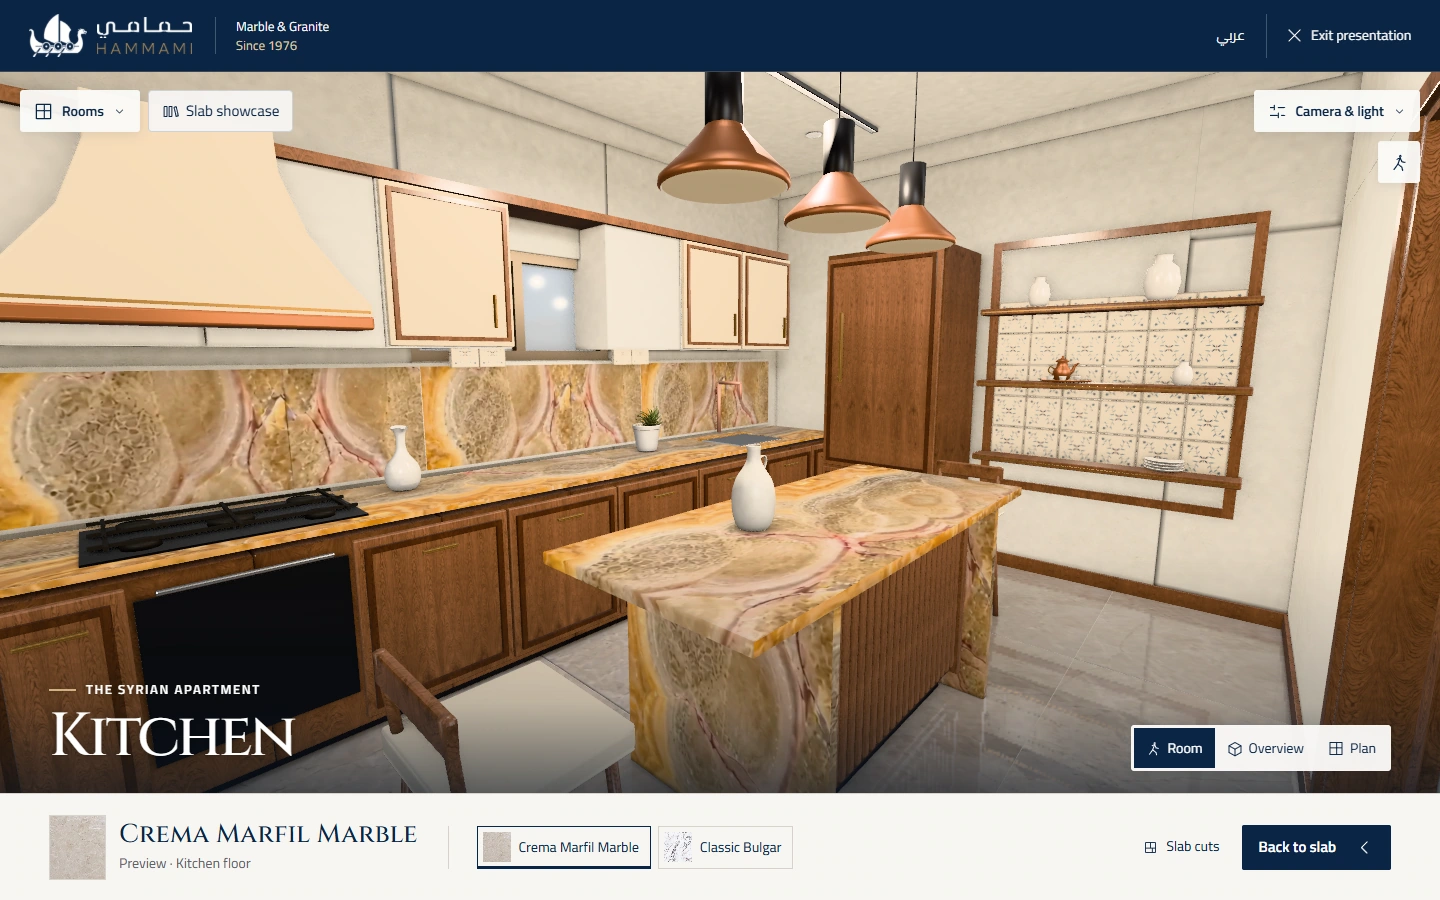 حمامي
HAMMAMI
Marble & Granite
Since 1976
عربي
Exit presentation
Rooms
Slab showcase
Camera & light
THE SYRIAN APARTMENT
KITCHEN
Room
Overview
Plan
CREMA MARFIL MARBLE
Preview · Kitchen floor
Crema Marfil Marble
Classic Bulgar
Slab cuts
Back to slab